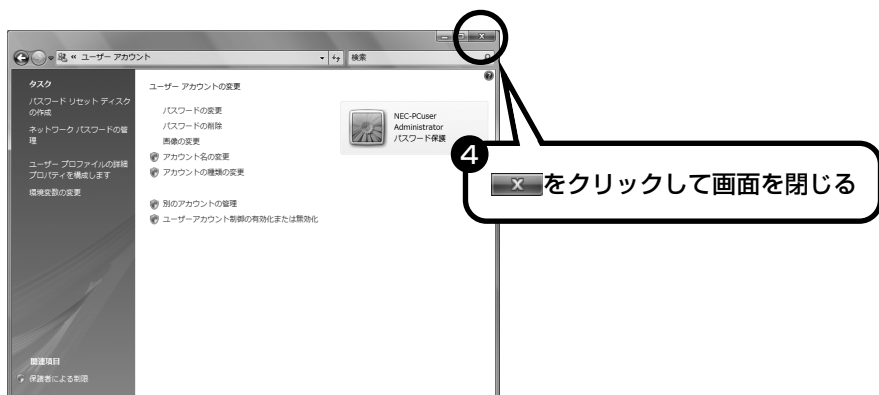 « ユーザー アカウント
検索
タスク
パスワード リセット ディスク
の作成
ネットワーク パスワードの管
理
ユーザー プロファイルの詳細
プロパティを構成します
環境変数の変更
関連項目
保護者による制限
ユーザー アカウントの変更
パスワードの変更
パスワードの削除
画像の変更
アカウント名の変更
アカウントの種類の変更
別のアカウントの管理
ユーザーアカウント制御の有効化または無効化
NEC-PCuser
Administrator
パスワード保護
4
xをクリックして画面を閉じる